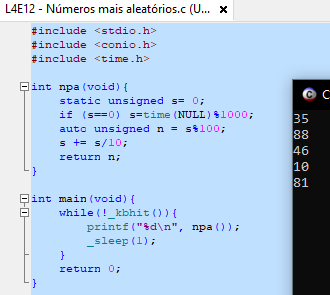 L4E12 - Números mais aleatórios.c (U...
#include <stdio.h>
#include <conio.h>
#include <time.h>
int npa(void){
static unsigned s= 0;
if (s==0) s=time(NULL)%1000;
auto unsigned n = s%100;
s += s/10;
return n;
}
int main(void){
while(!_kbhit()){
printf("%d\n", npa());
_sleep(1);
}
return 0;
}
C
35
88
46
10
81